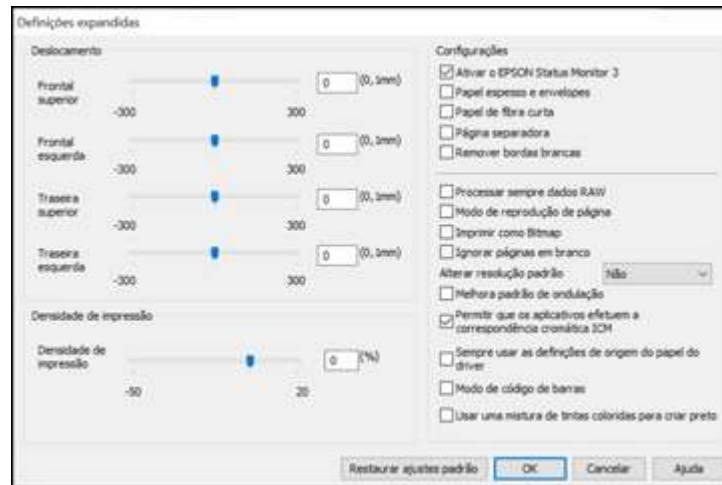 Definições expandidas
Deslocamento
Frontal
superior
0
(0, 1mm)
-300
300
Frontal
esquerda
0
(0, 1mm)
-300
300
Traseira
superior
0
(0, 1mm)
-300
300
Traseira
esquerda
0
(0, 1mm)
-300
300
Densidade de impressão
Densidade de
impressão
0
(%)
-50
20
Configurações
Ativar o EPSON Status Monitor 3
Papel espesso e envelopes
Papel de fibra curta
Página separadora
Remover bordas brancas
Processar sempre dados RAW
Modo de reprodução de página
Imprimir como Bitmap
Ignorar páginas em branco
Alterar resolução padrão
Não
Melhora padrão de ondulação
Permitir que os aplicativos efetuem a
correspondência cromática ICM
Sempre usar as definições de origem do papel do
driver
Modo de código de barras
Usar uma mistura de tintas coloridas para criar preto
Restaurar ajustes padrão
OK
Cancelar
Ajuda